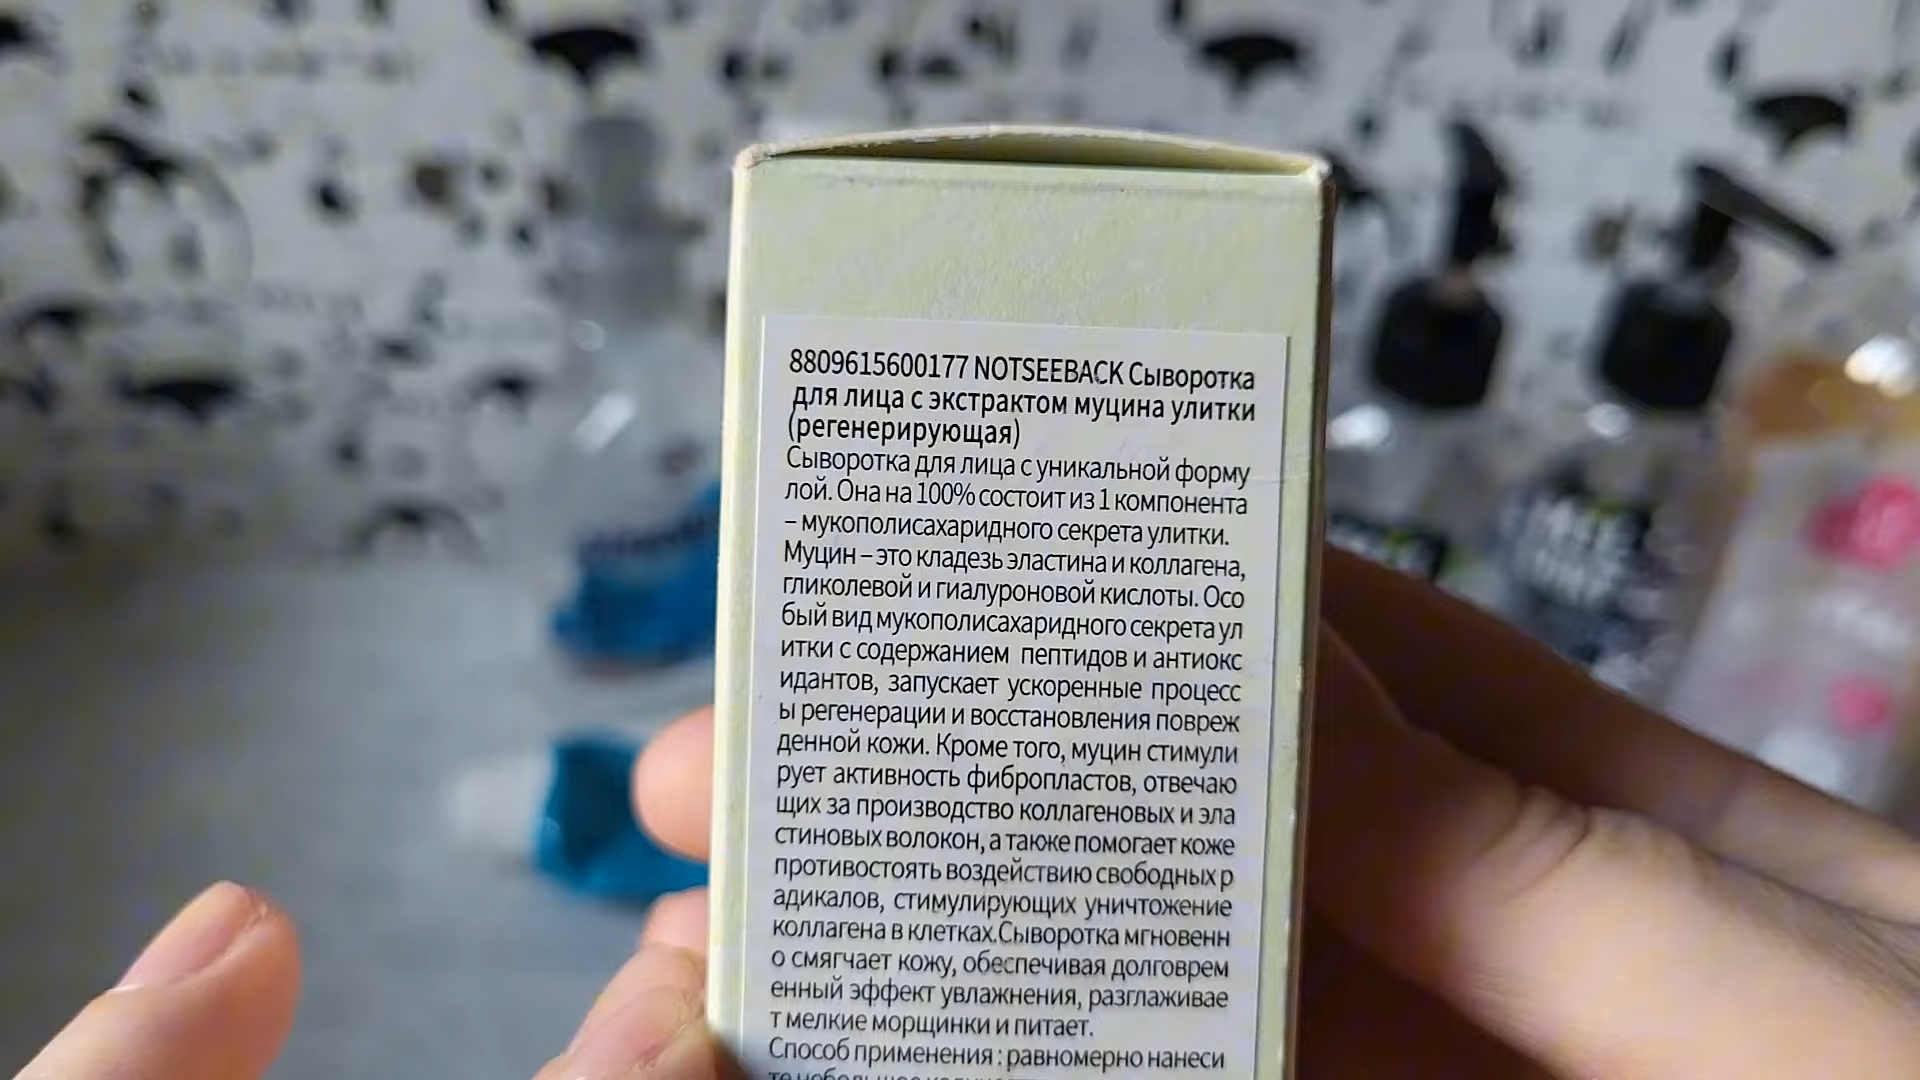 8809615600177 NOTSEEBACK Сыворотка
для лица с экстрактом муцина улитки
(регенерирующая)
Сыворотка для лица с уникальной форму
лой. Она на 100% состоит из 1 компонента
– мукополисахаридного секрета улитки.
Муцин – это кладезь эластина и коллагена,
гликолевой и гиалуроновой кислоты. Осо
бый вид мукополисахаридного секрета ул
итки с содержанием пептидов и антиокс
идантов, запускает ускоренные процесс
ы регенерации и восстановления повреж
денной кожи. Кроме того, муцин стимули
рует активность фибропластов, отвечаю
щих за производство коллагеновых и эла
стиновых волокон, а также помогает коже
противостоять воздействию свободных р
адикалов, стимулирующих уничтожение
коллагена в клетках.Сыворотка мгновенн
о смягчает кожу, обеспечивая долговрем
енный эффект увлажнения, разглаживае
т мелкие морщинки и питает.
Способ применения : равномерно нанеси